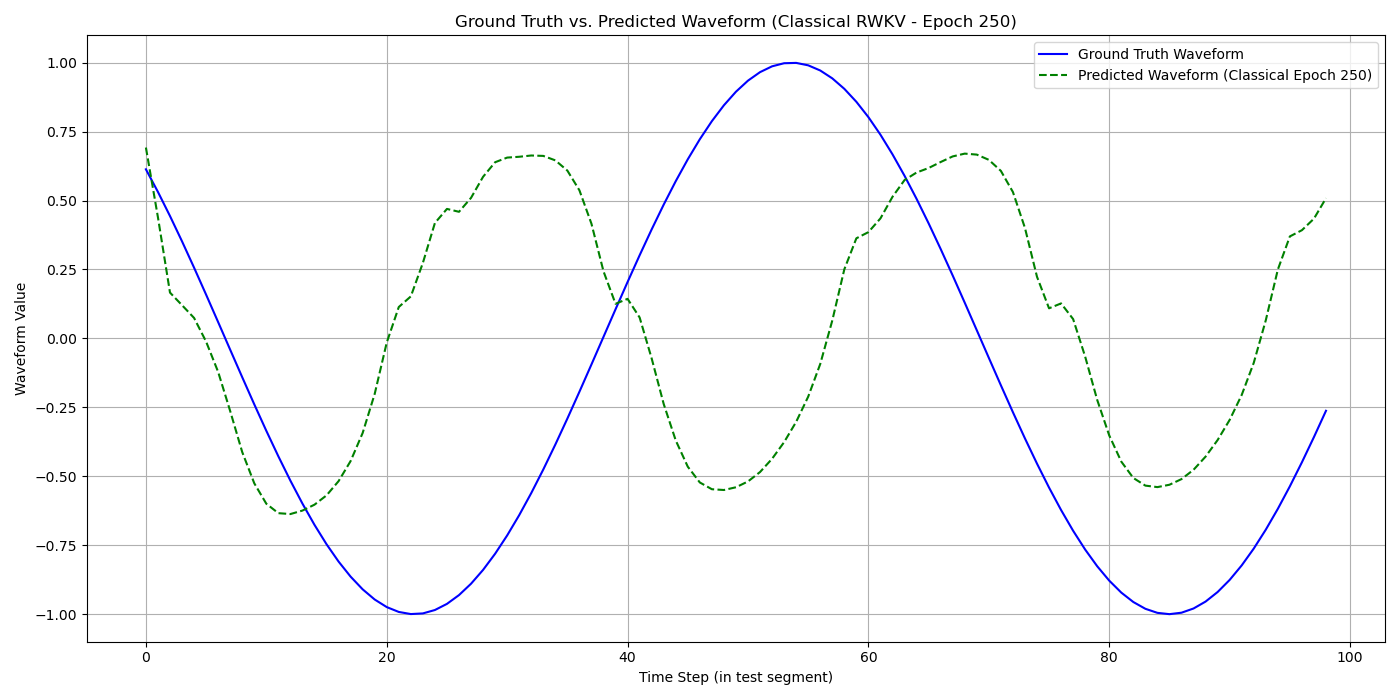 Ground Truth vs. Predicted Waveform (Classical RWKV - Epoch 250)
Ground Truth Waveform
Predicted Waveform (Classical Epoch 250)
Waveform Value
1.00
0.75
0.50
0.25
0.00
−0.25
−0.50
−0.75
−1.00
0 20 40 60 80 100
Time Step (in test segment)